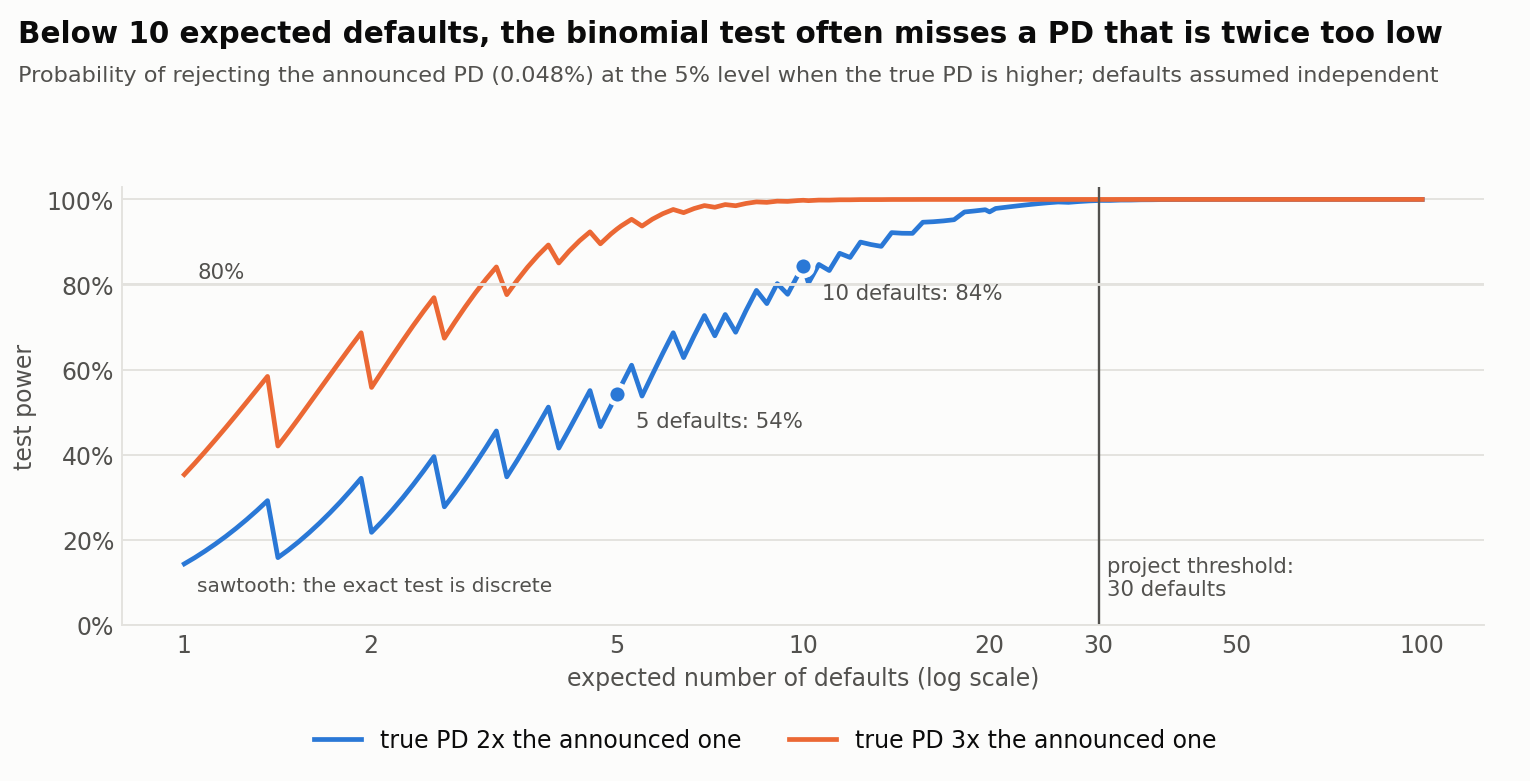 Below 10 expected defaults, the binomial test often misses a PD that is twice too low
Probability of rejecting the announced PD (0.048%) at the 5% level when the true PD is higher; defaults assumed independent
100%
80%
80%
10 defaults: 84%
60%
5 defaults: 54%
40%
20%
sawtooth: the exact test is discrete
project threshold:
30 defaults
0%
test power
1 2 5 10 20 30 50 100
expected number of defaults (log scale)
true PD 2x the announced one
true PD 3x the announced one